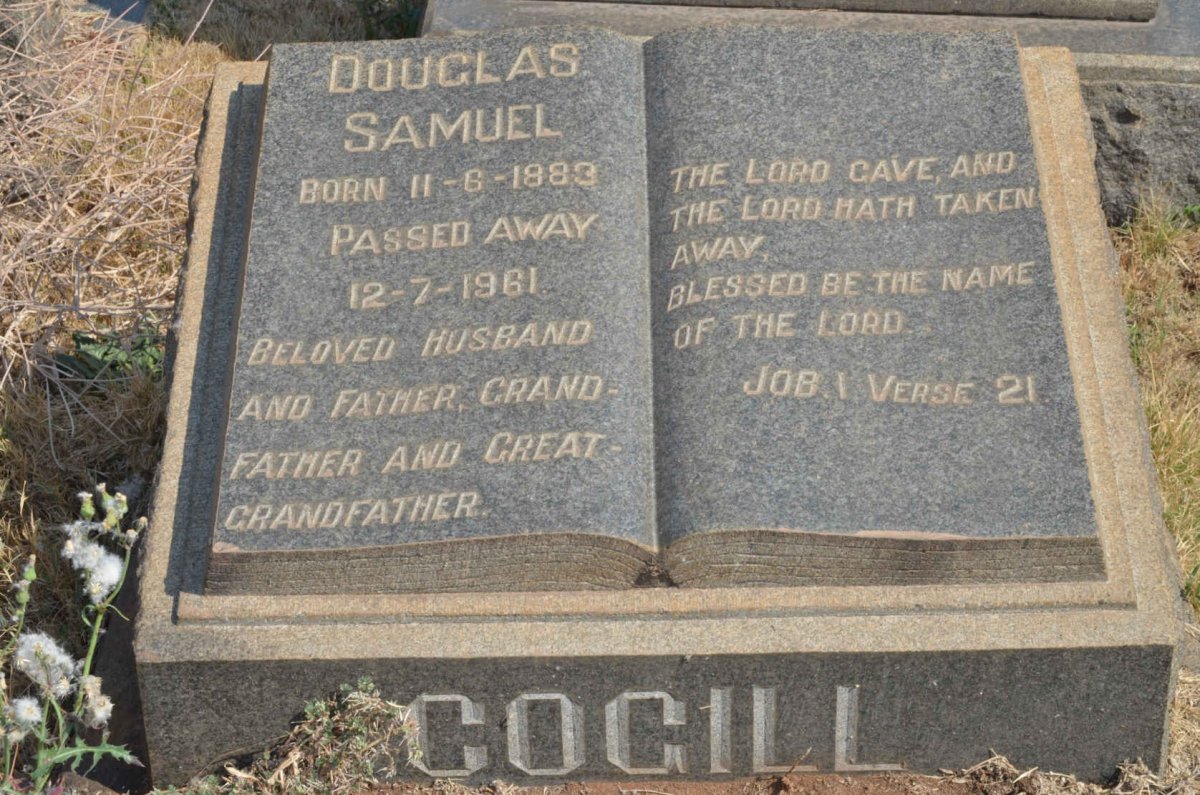 DOUGLAS
SAMUEL
BORN 11-6-1883
PASSED AWAY
12-7-1961
BELOVED HUSBAND
AND FATHER, GRAND-
FATHER AND GREAT-
GRANDFATHER.
THE LORD GAVE, AND
THE LORD HATH TAKEN
AWAY,
BLESSED BE THE NAME
OF THE LORD.
JOB. 1 VERSE 21.
COGILL